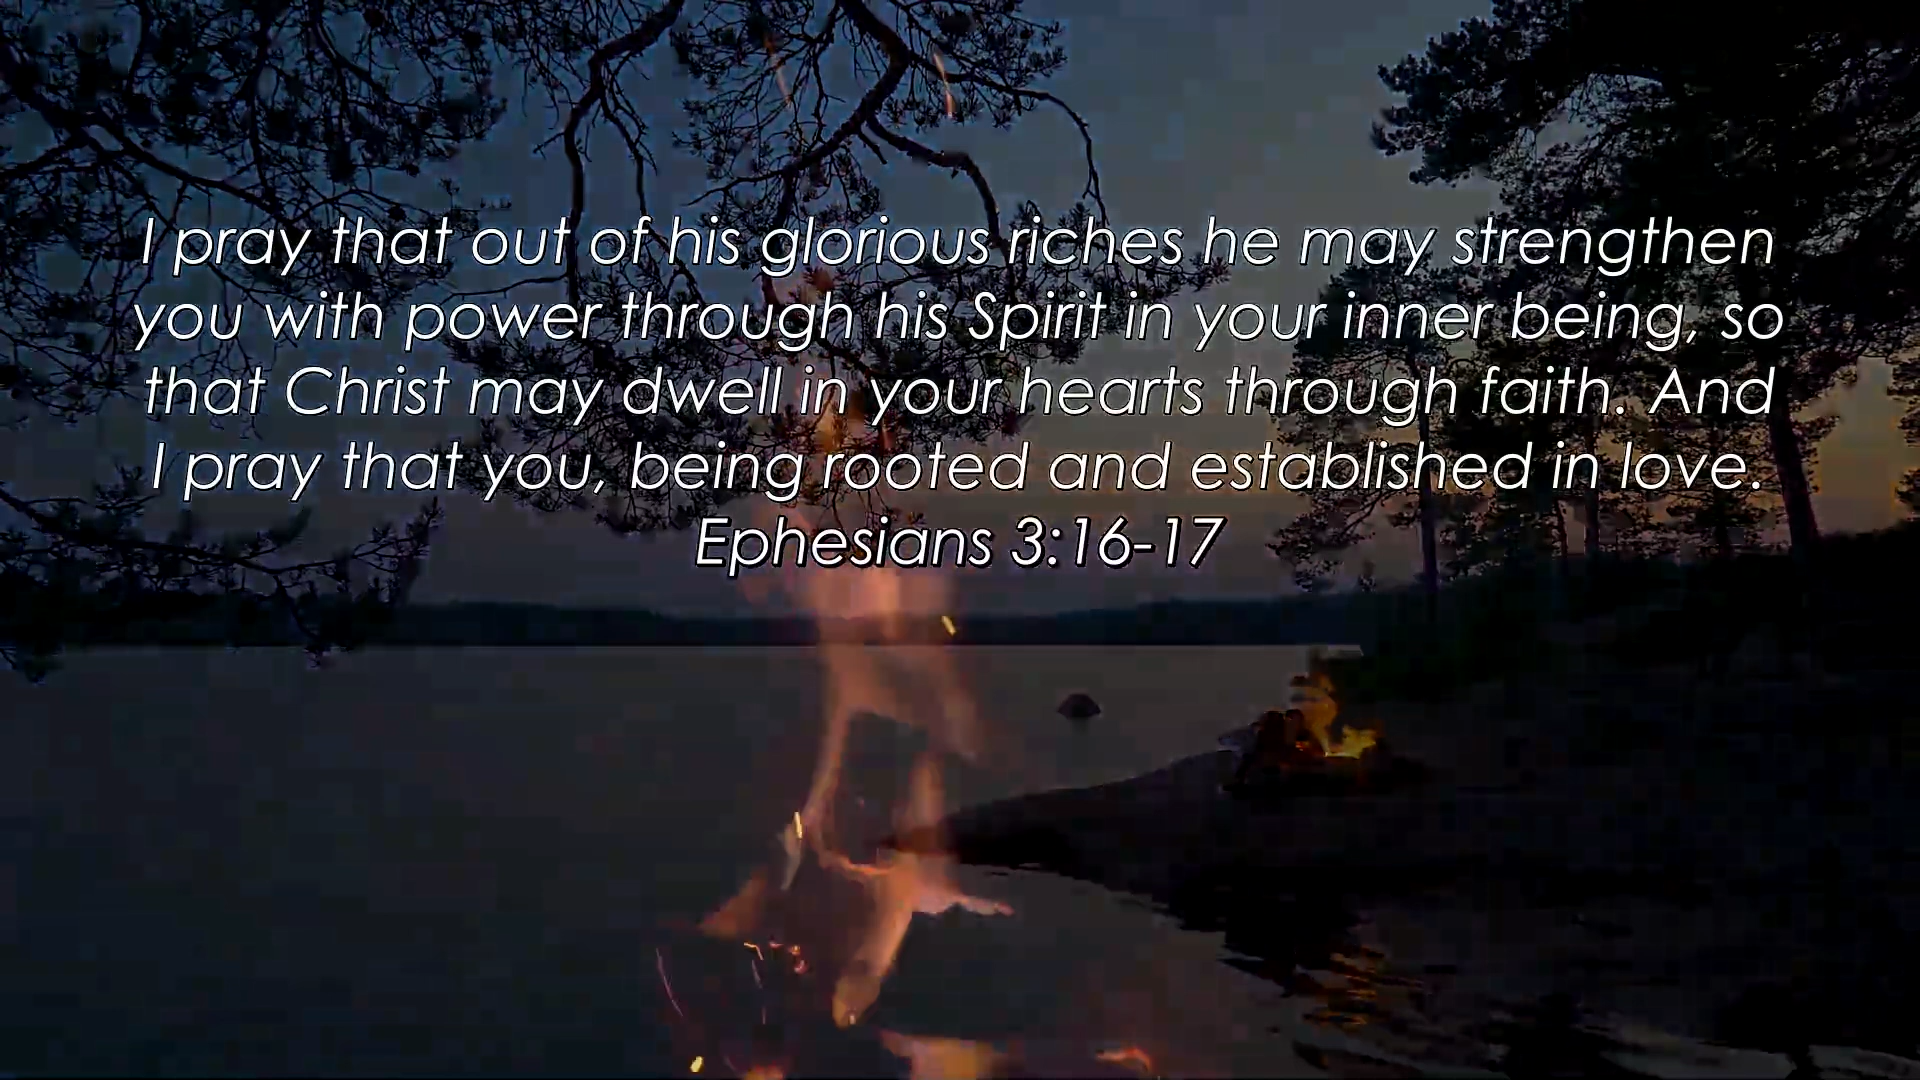 I pray that out of his glorious riches he may strengthen
you with power through his Spirit in your inner being, so
that Christ may dwell in your hearts through faith. And
I pray that you, being rooted and established in love.
Ephesians 3:16-17